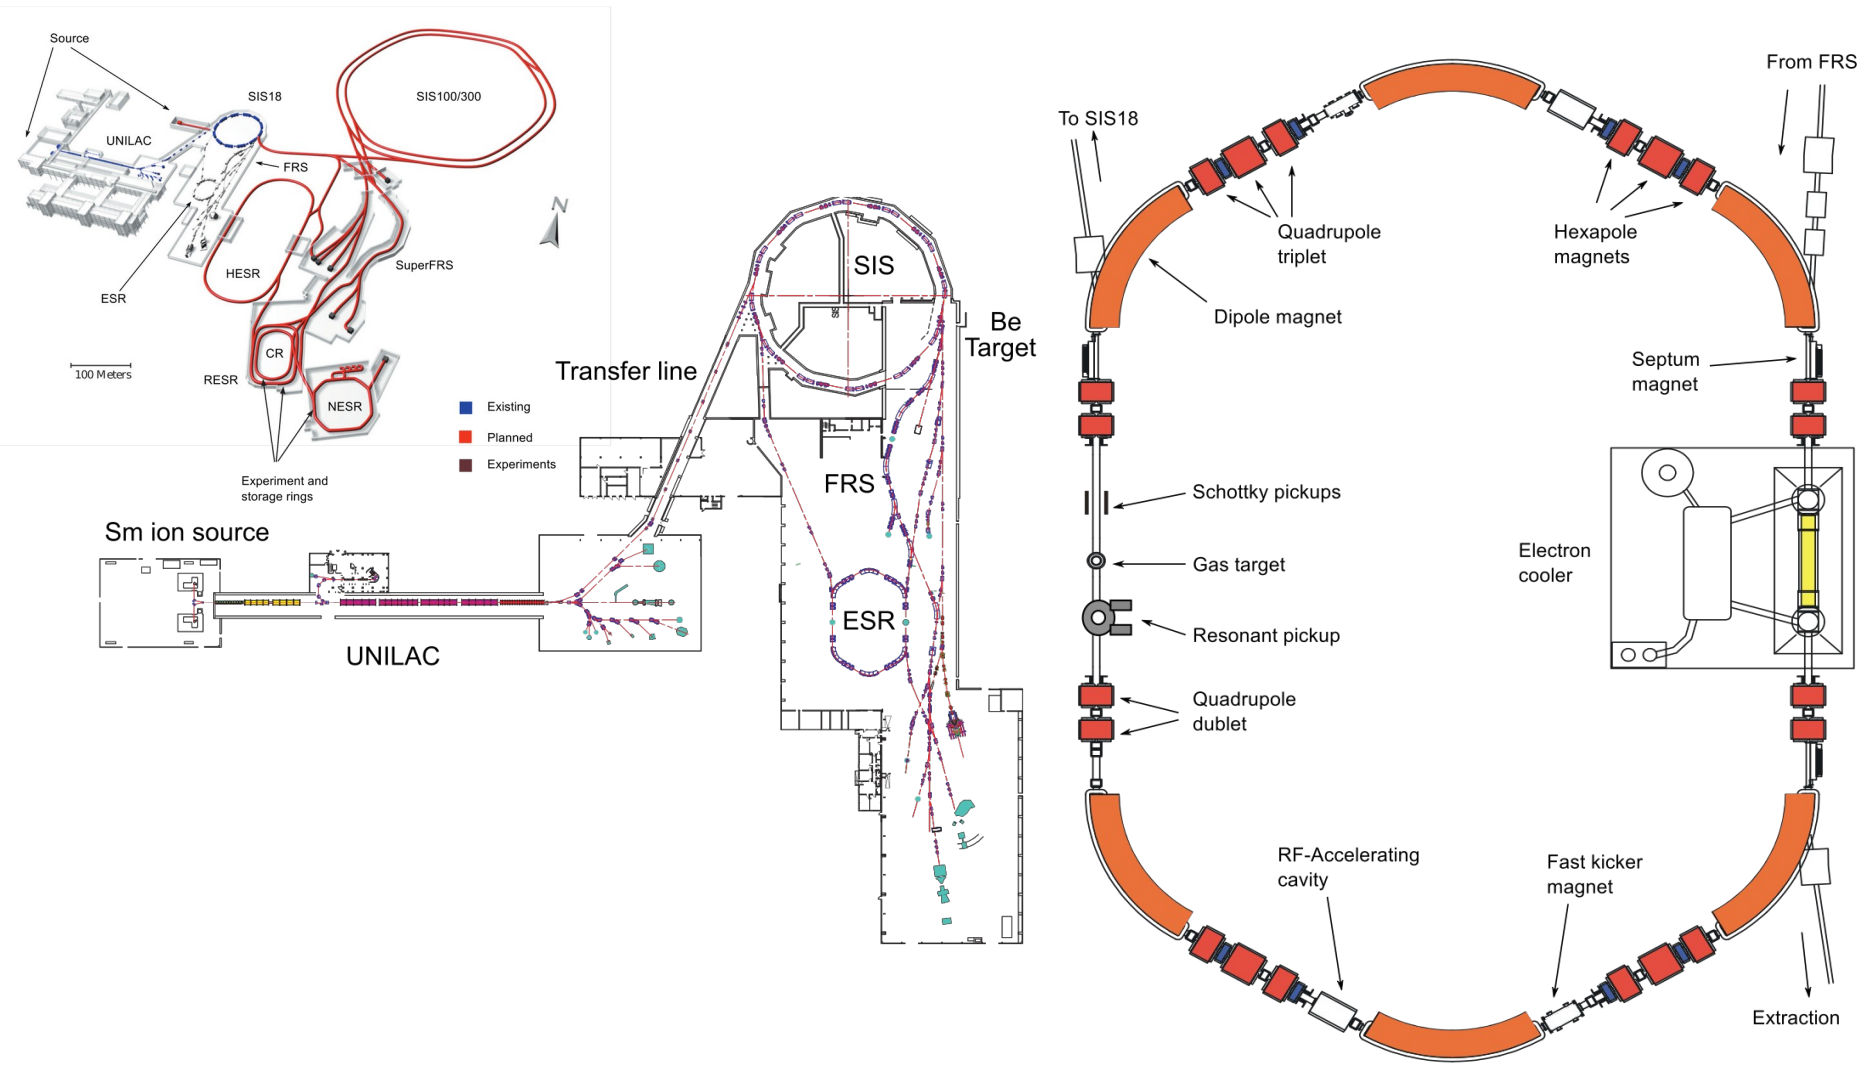 Source
SIS18
SIS100/300
UNILAC
FRS
N
HESR
SuperFRS
ESR
CR
100 Meters
RESR
NESR
Existing
Planned
Experiments
Experiment and
storage rings
SIS
SIS
Be
Target
Transfer line
FRS
Sm ion source
ESR
UNILAC
From FRS
To SIS18
Quadrupole
triplet
Hexapole
magnets
Dipole magnet
Septum
magnet
Schottky pickups
Gas target
Electron
cooler
Resonant pickup
Quadrupole
dublet
RF-Accelerating
cavity
Fast kicker
magnet
Extraction